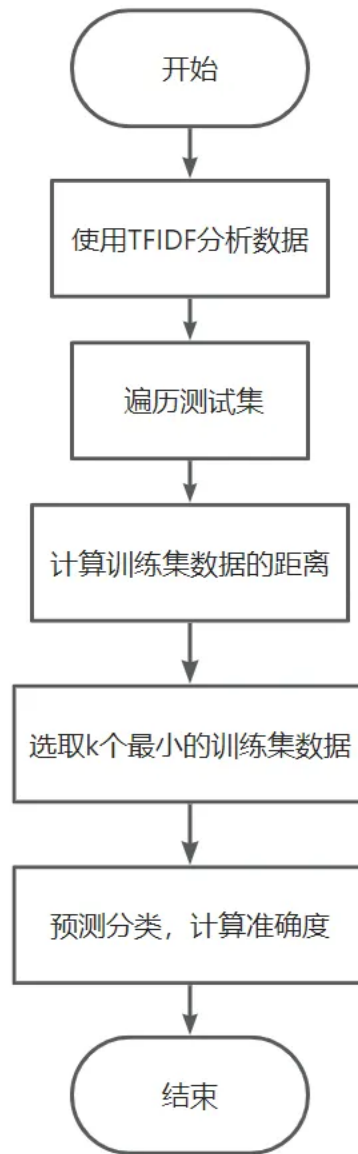 开始
使用TFIDF分析数据
遍历测试集
计算训练集数据的距离
选取k个最小的训练集数据
预测分类，计算准确度
结束